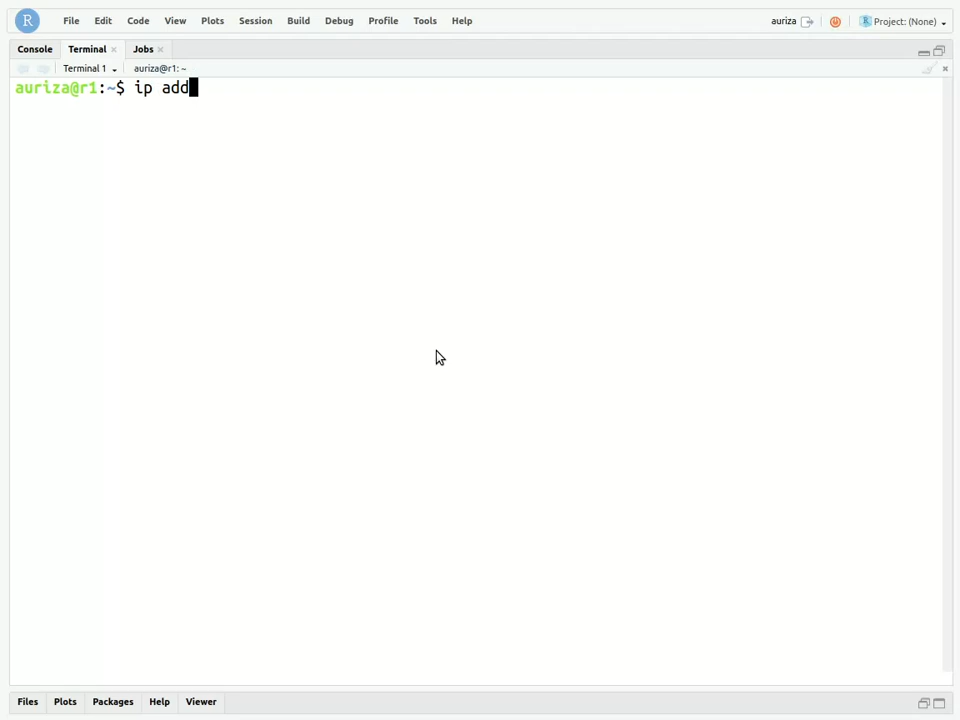 R File Edit Code View Plots Session Build Debug Profile Tools Help auriza R Project: (None)
Console Terminal Jobs
Terminal 1 auriza@r1: ~
auriza@r1:~$ ip add
Files Plots Packages Help Viewer